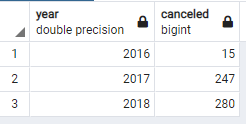 year canceled
double precision bigint
1 2016 15
2 2017 247
3 2018 280